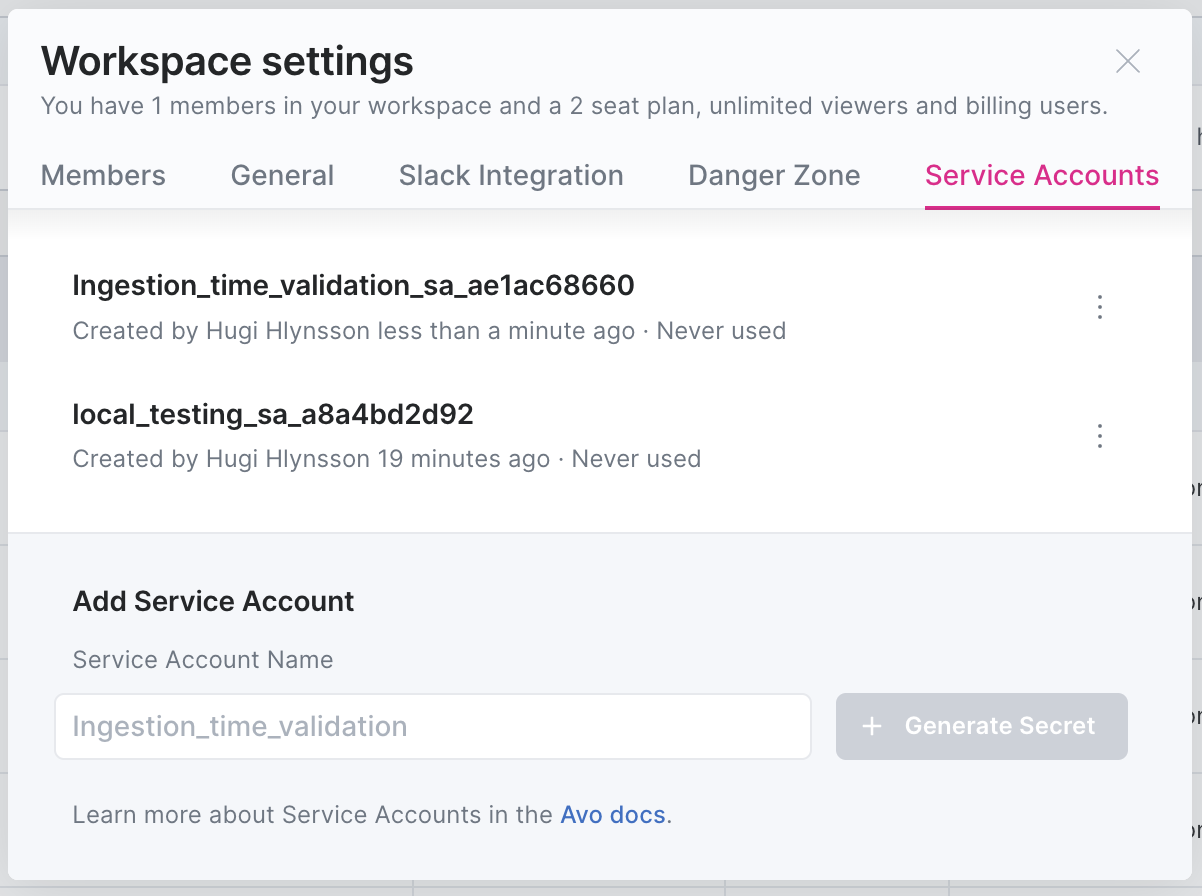 Workspace settings
You have 1 members in your workspace and a 2 seat plan, unlimited viewers and billing users.
Members General Slack Integration Danger Zone Service Accounts
Ingestion_time_validation_sa_ae1ac68660
Created by Hugi Hlynsson less than a minute ago · Never used
local_testing_sa_a8a4bd2d92
Created by Hugi Hlynsson 19 minutes ago · Never used
Add Service Account
Service Account Name
Ingestion_time_validation
+ Generate Secret
Learn more about Service Accounts in the Avo docs.